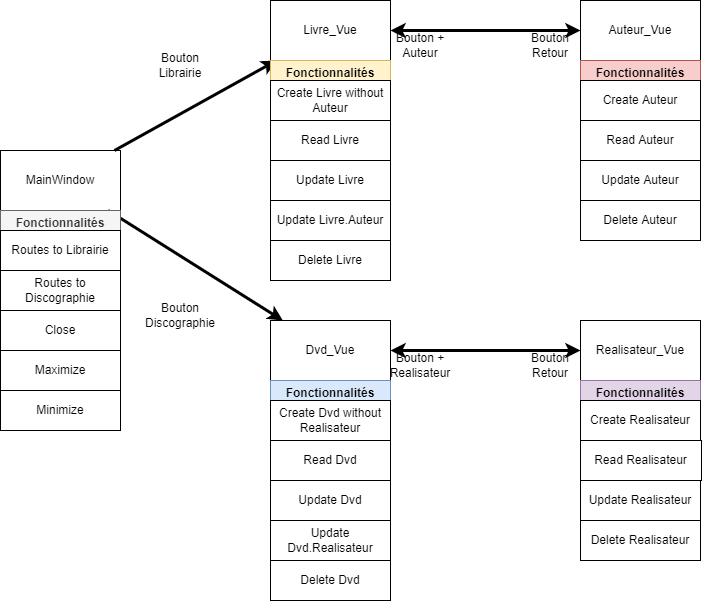 MainWindow
Fonctionnalités
Routes to Librairie
Routes to
Discographie
Close
Maximize
Minimize
Bouton
Librairie
Bouton
Discographie
Livre_Vue
Fonctionnalités
Create Livre without
Auteur
Read Livre
Update Livre
Update Livre.Auteur
Delete Livre
Bouton +
Auteur
Bouton
Retour
Auteur_Vue
Fonctionnalités
Create Auteur
Read Auteur
Update Auteur
Delete Auteur
Dvd_Vue
Fonctionnalités
Create Dvd without
Realisateur
Read Dvd
Update Dvd
Update
Dvd.Realisateur
Delete Dvd
Bouton +
Realisateur
Bouton
Retour
Realisateur_Vue
Fonctionnalités
Create Realisateur
Read Realisateur
Update Realisateur
Delete Realisateur